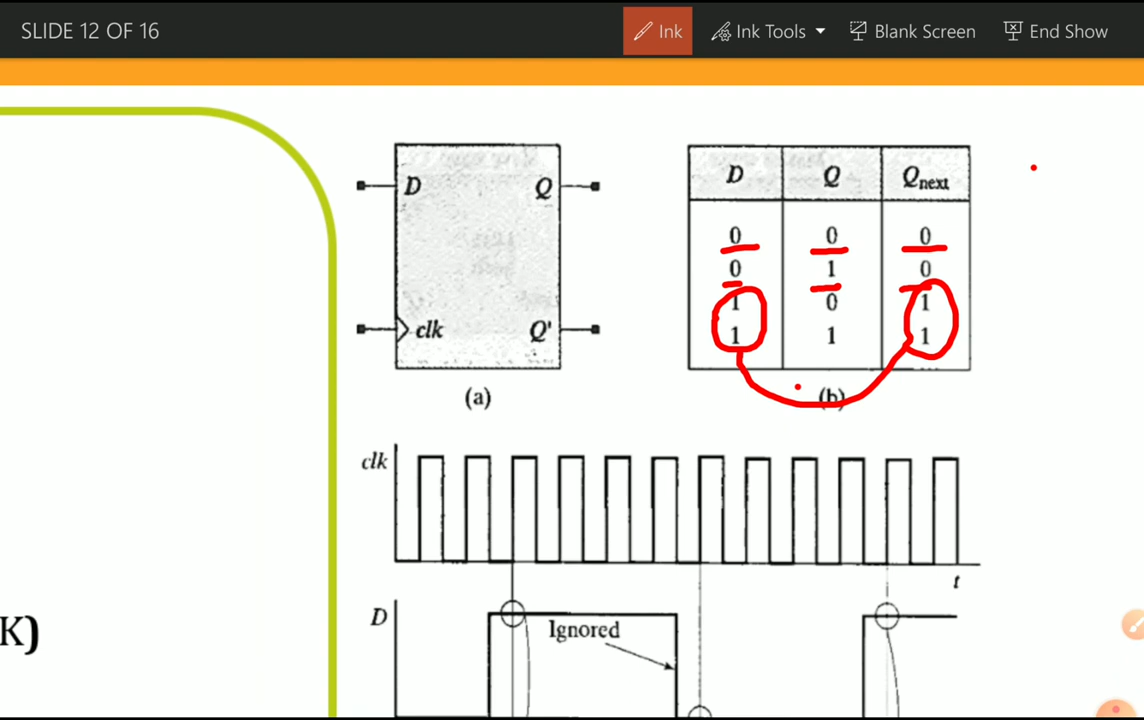 SLIDE 12 OF 16
Ink
Ink Tools
Blank Screen
End Show
D Q
clk Q'
(a)
D Q Qnext
0 0 0
0 1 0
1 0 1
1 1 1
(b)
clk
t
D
Ignored
K)